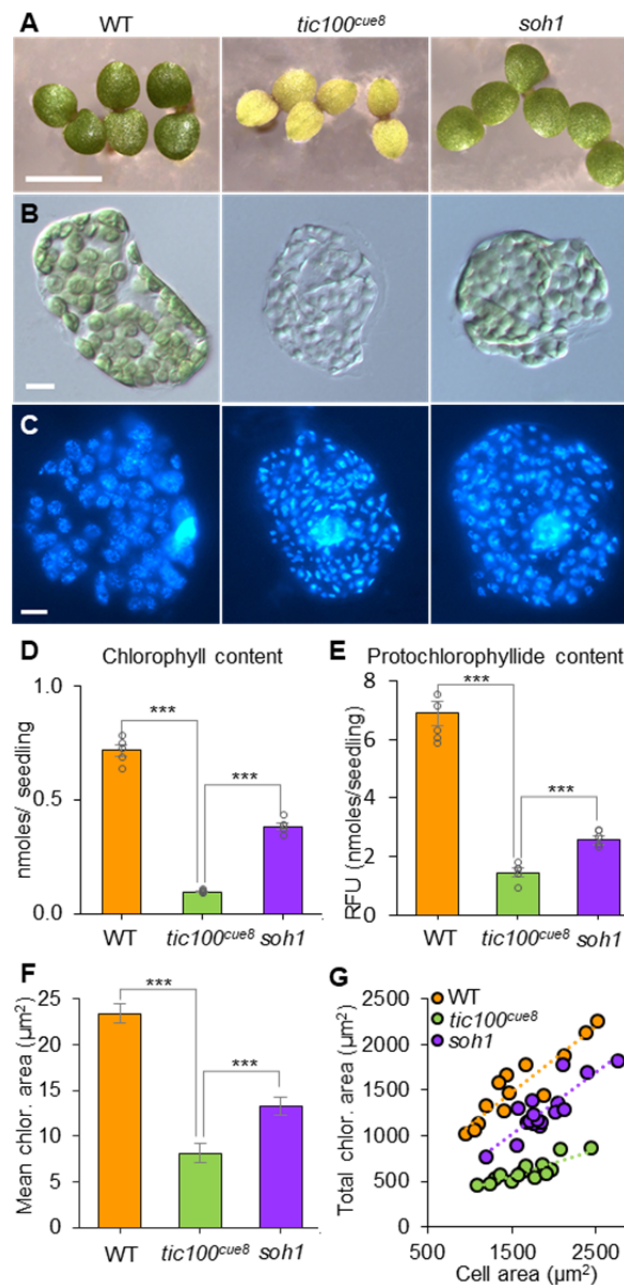 A WT tic100cue8 soh1
B
C
D Chlorophyll content
nmoles/ seedling
1.0
0.5
0.0
***
***
WT tic100cue8 soh1
E Protochlorophyllide content
RFU (nmoles/seedling)
8
6
4
2
0
***
***
WT tic100cue8 soh1
F
Mean chlor. area (µm²)
25
20
15
10
5
0
***
***
WT tic100cue8 soh1
G
WT
tic100cue8
soh1
Total chlor. area (µm²)
2500
2000
1500
1000
500
0
500 1500 2500
Cell area (µm²)